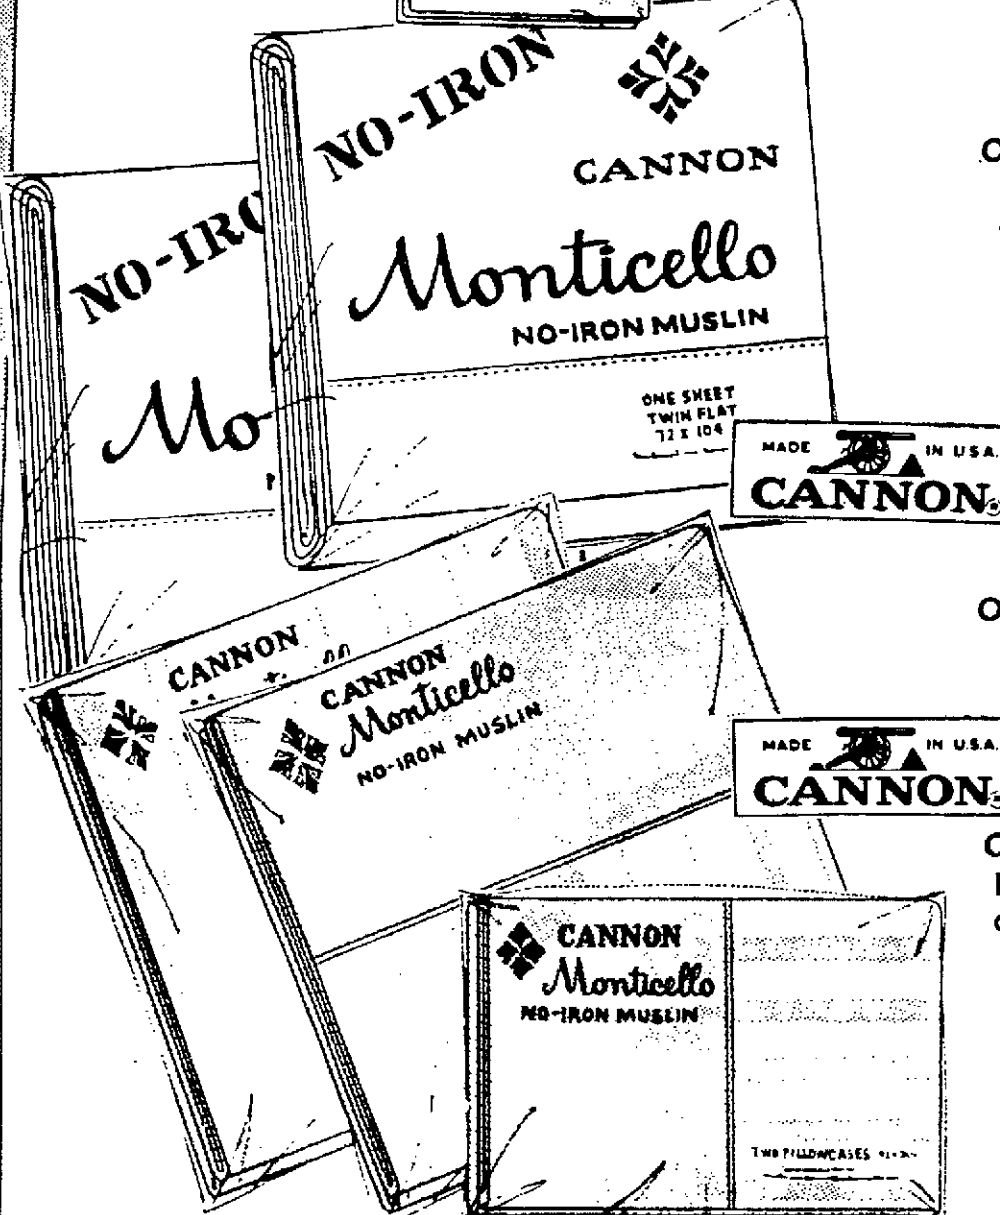 NO-IRON
CANNON
Monticello
NO-IRON MUSLIN
ONE SHEET
TWIN FLAT
72 X 104
NO-IRO
Mo
MADE IN U.S.A.
CANNON®
CANNON
CANNON
Monticello
NO-IRON MUSLIN
MADE IN U.S.A.
CANNON
CANNON
Monticello
NO-IRON MUSLIN
TWO PILLOWCASES